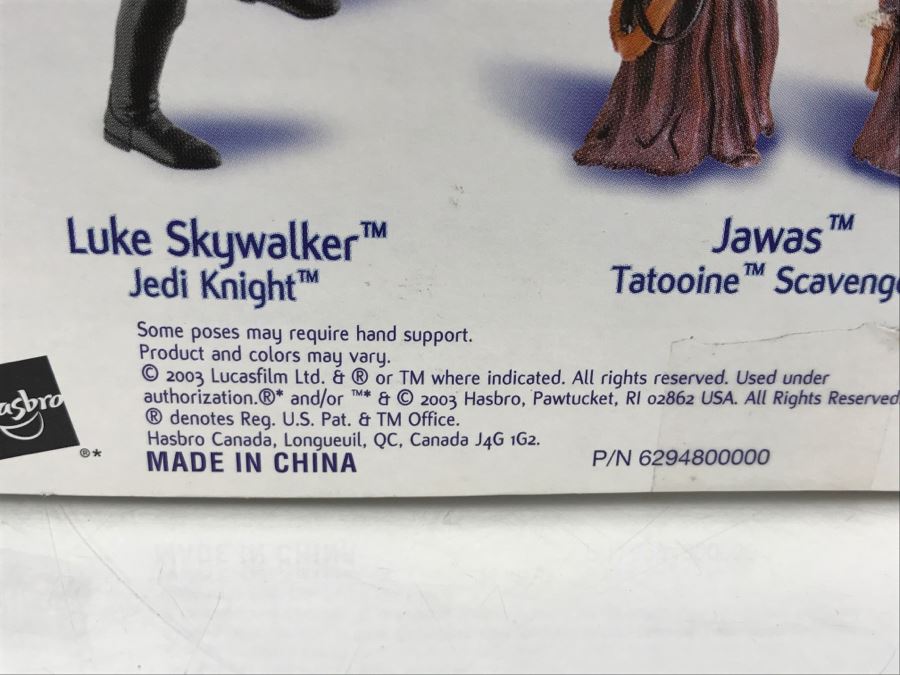 Luke Skywalker™
Jedi Knight™
Jawas™
Tatooine™ Scaveng
Some poses may require hand support.
Product and colors may vary.
© 2003 Lucasfilm Ltd. & ® or TM where indicated. All rights reserved. Used under
authorization.®* and/or ™* & © 2003 Hasbro, Pawtucket, RI 02862 USA. All Rights Reserved
® denotes Reg. U.S. Pat. & TM Office.
Hasbro Canada, Longueuil, QC, Canada J4G 1G2.
MADE IN CHINA
P/N 6294800000
asbro
®*